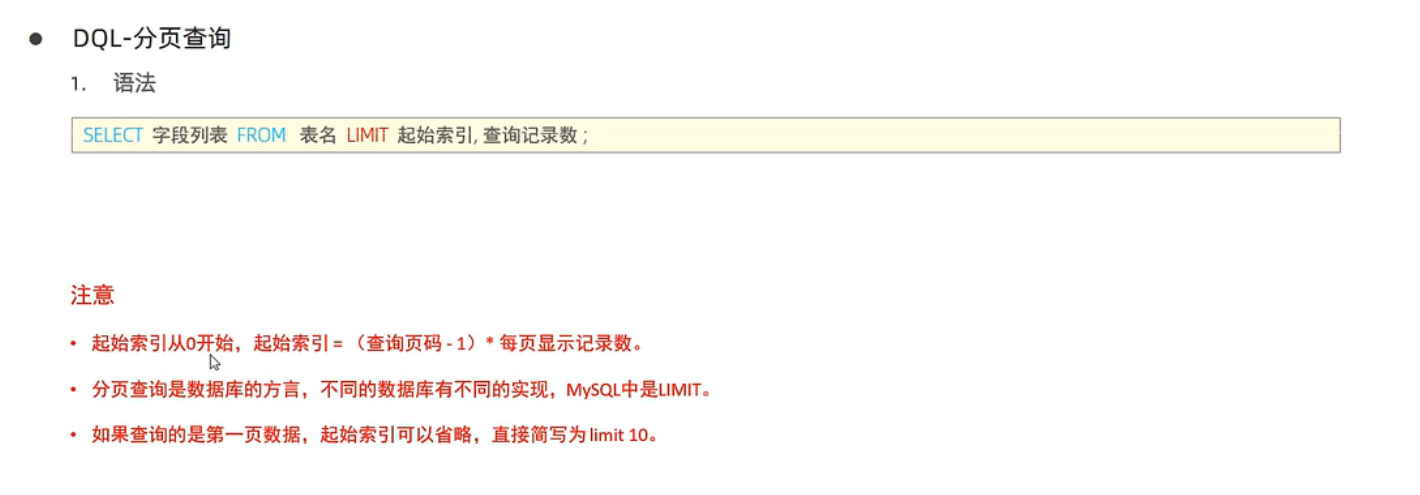 ● DQL-分页查询
1. 语法
SELECT 字段列表 FROM 表名 LIMIT 起始索引, 查询记录数 ;
注意
• 起始索引从0开始，起始索引 = （查询页码 - 1）* 每页显示记录数。
• 分页查询是数据库的方言，不同的数据库有不同的实现，MySQL中是LIMIT。
• 如果查询的是第一页数据，起始索引可以省略，直接简写为 limit 10。